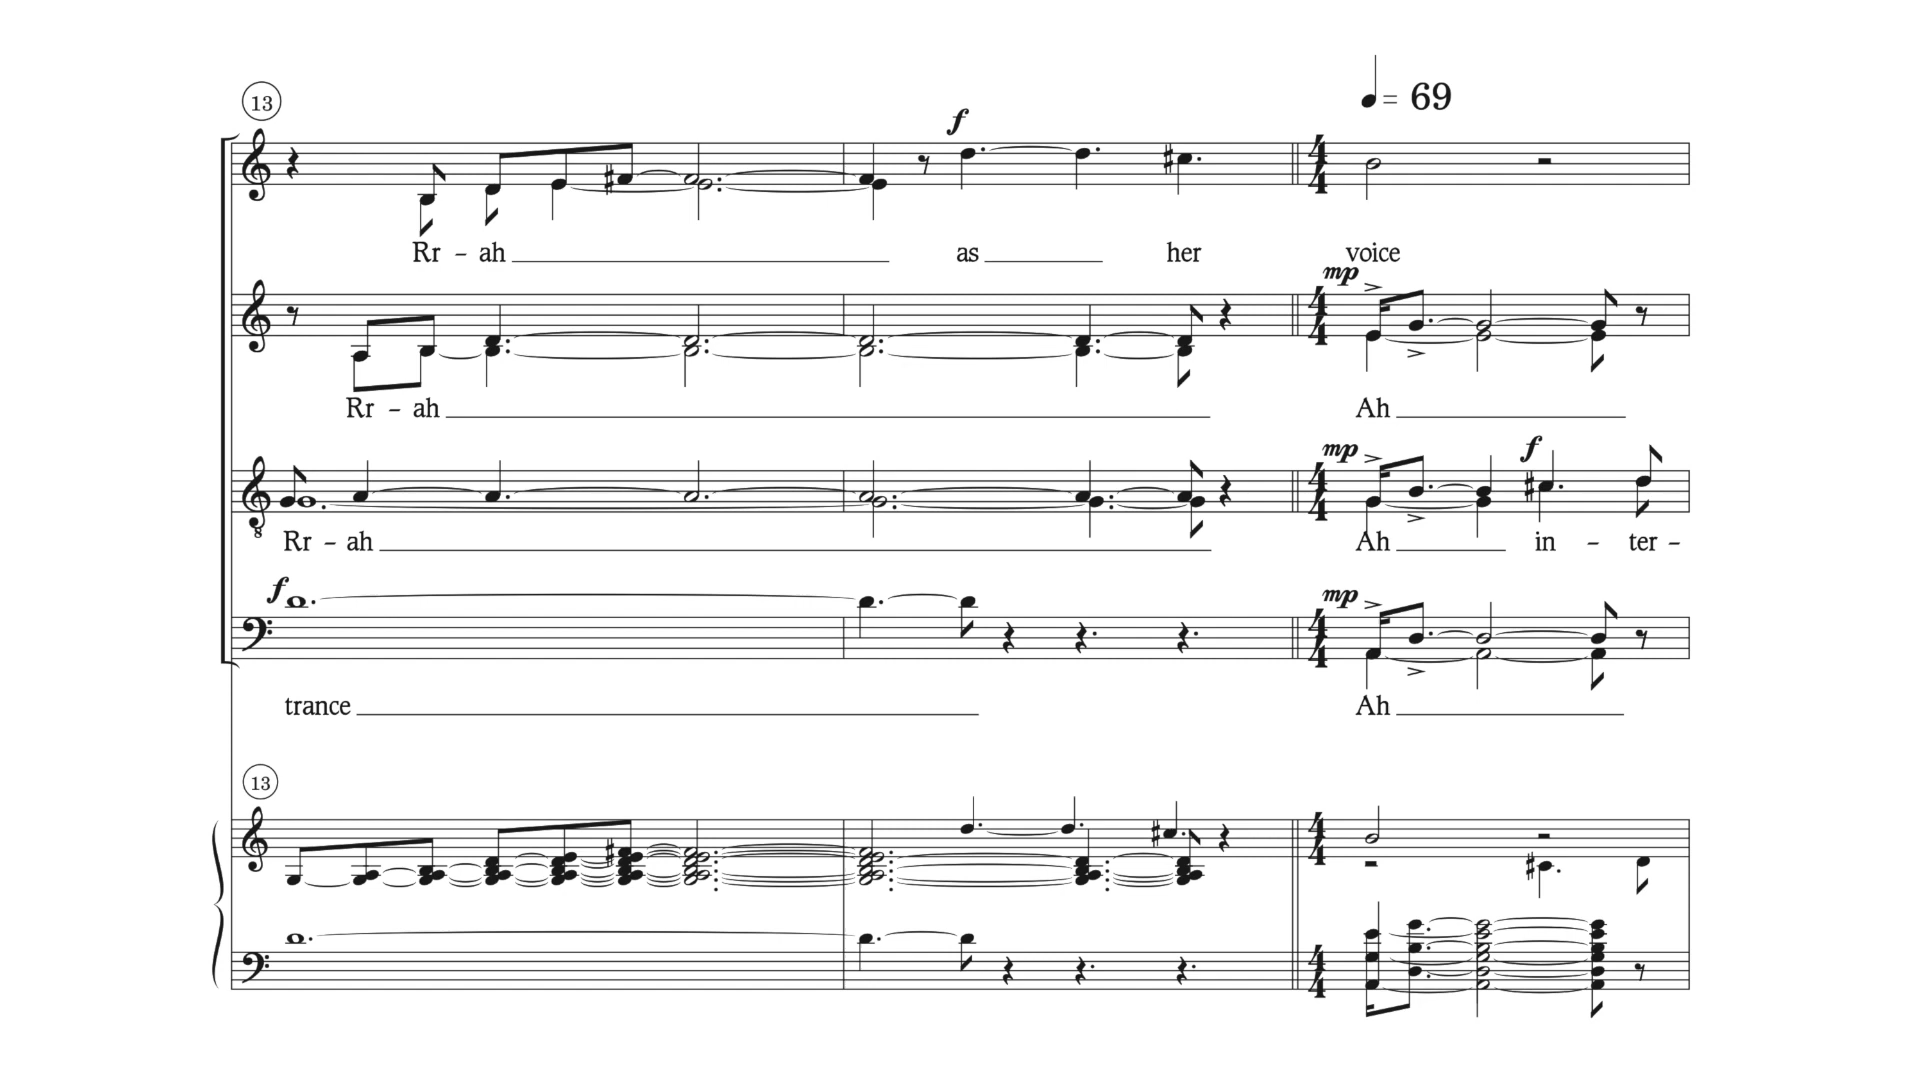 ♩= 69
13
f
Rr – ah as her voice
mp
Rr – ah Ah
mp f
Rr – ah Ah in – ter –
f mp
trance Ah
13